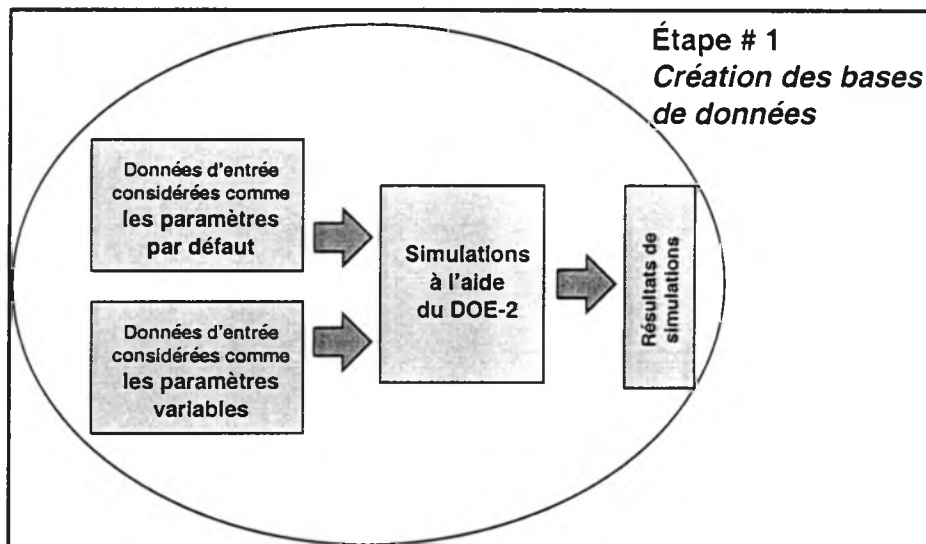 Étape # 1
Création des bases
de données
Données d'entrée
considérées comme
les paramètres
par défaut
Données d'entrée
considérées comme
les paramètres
variables
Simulations
à l'aide
du DOE-2
Résultats de
simulations